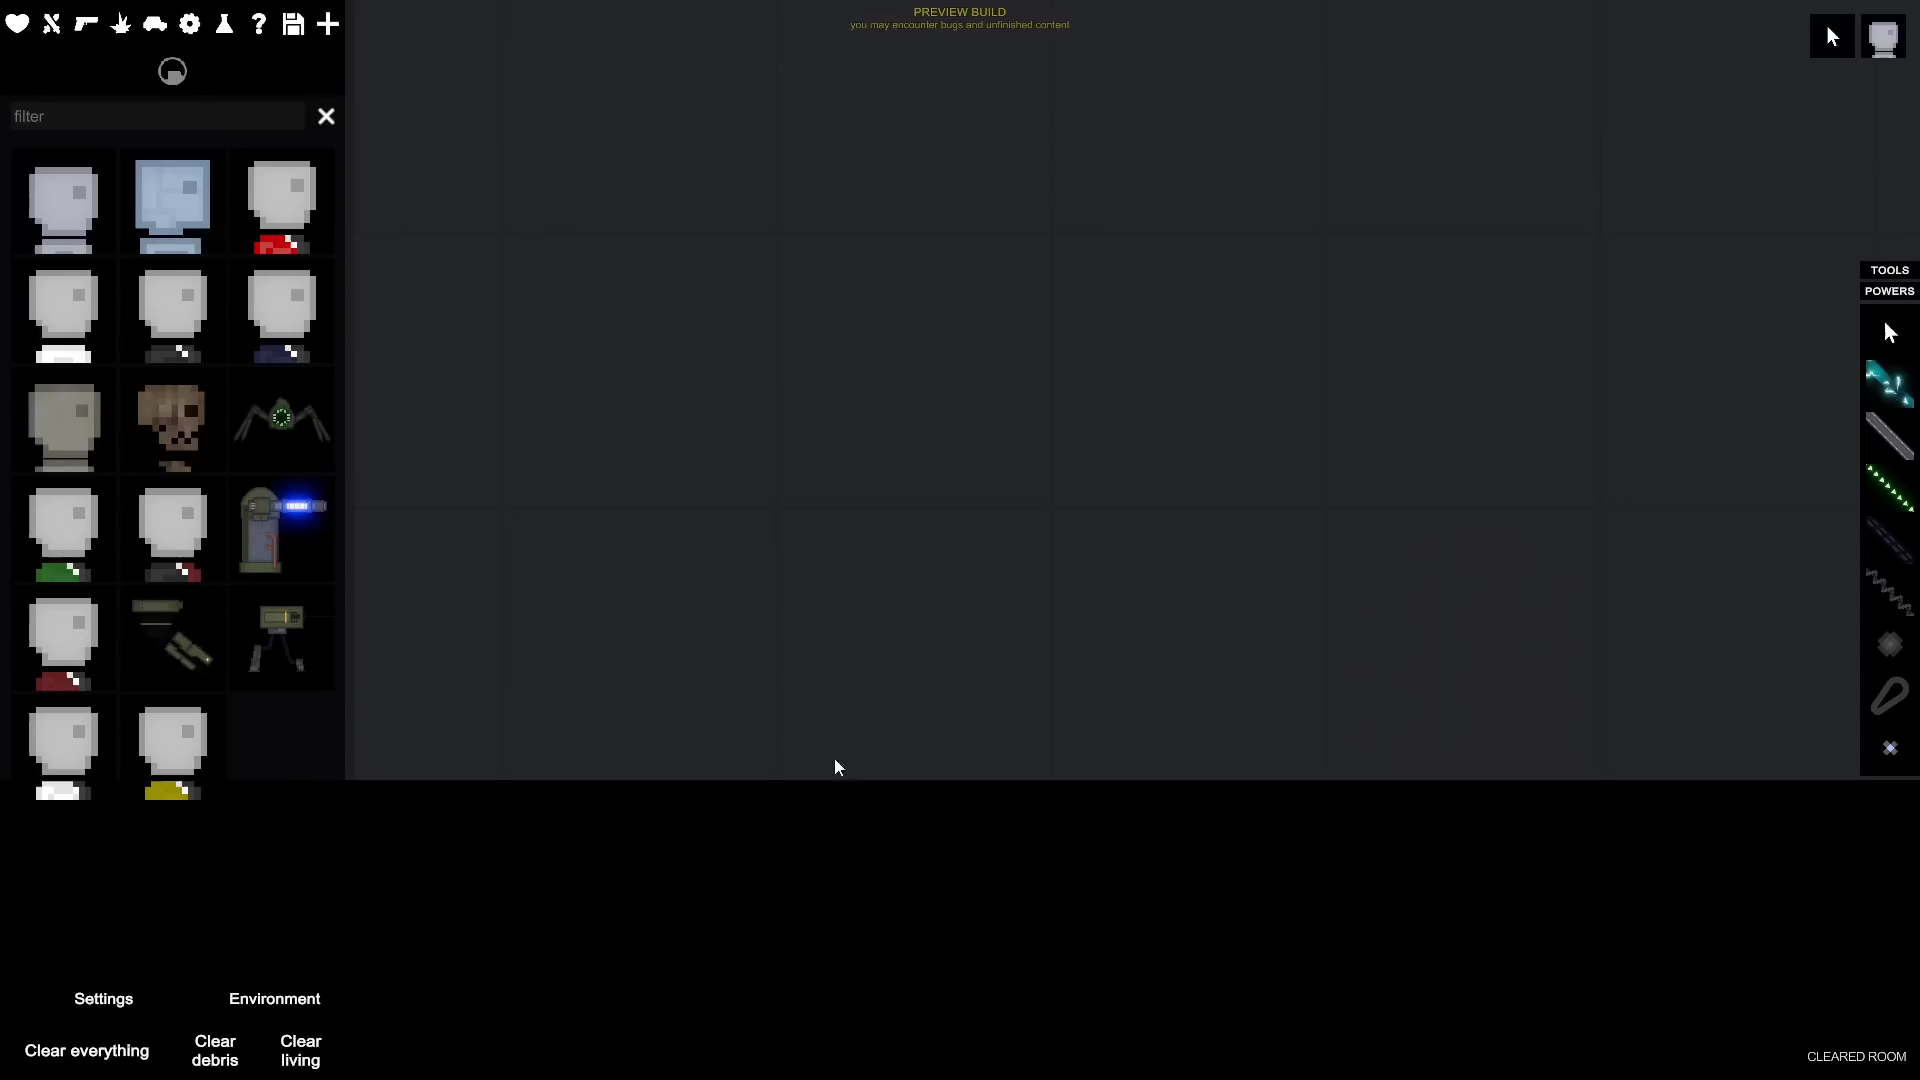 PREVIEW BUILD
you may encounter bugs and unfinished content
filter
TOOLS
POWERS
Settings
Environment
Clear everything
Clear
debris
Clear
living
CLEARED ROOM